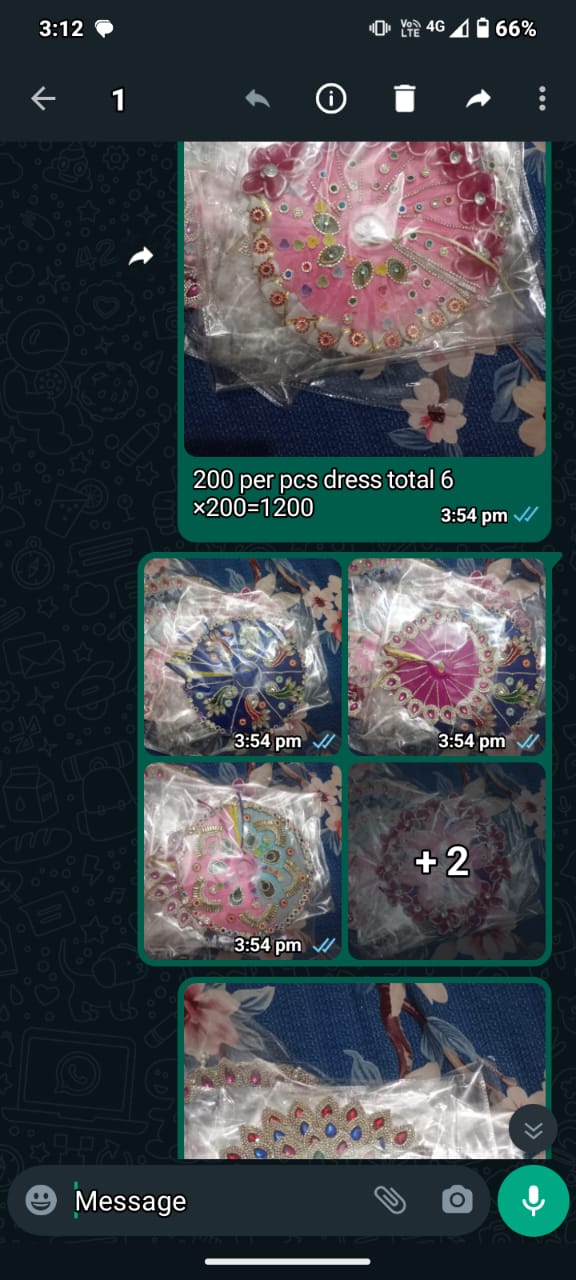 3:12 Vo LTE 4G 66%
1
200 per pcs dress total 6
×200=1200
3:54 pm
3:54 pm 3:54 pm
3:54 pm + 2
Message